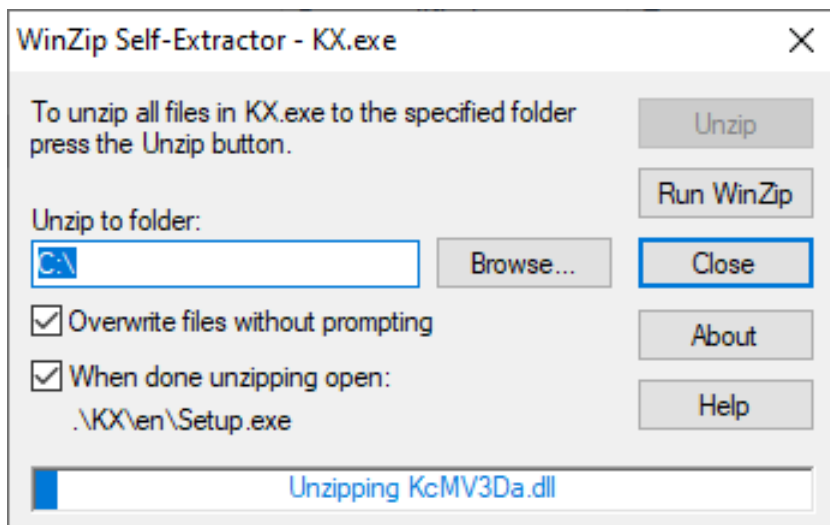 WinZip Self-Extractor - KX.exe
To unzip all files in KX.exe to the specified folder
press the Unzip button.
Unzip
Run WinZip
Unzip to folder:
C:\
Browse...
Close
Overwrite files without prompting
About
When done unzipping open:
.\KX\en\Setup.exe
Help
Unzipping KcMV3Da.dll